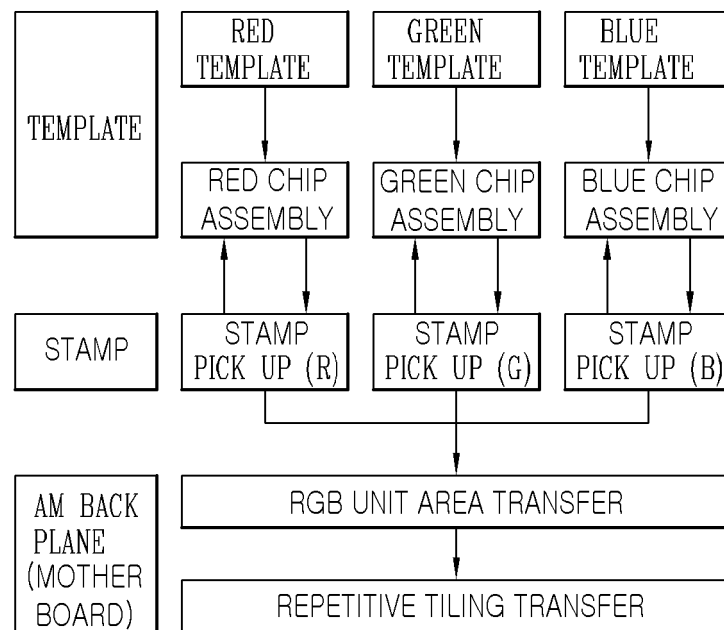 RED
TEMPLATE
GREEN
TEMPLATE
BLUE
TEMPLATE
TEMPLATE
RED CHIP
ASSEMBLY
GREEN CHIP
ASSEMBLY
BLUE CHIP
ASSEMBLY
STAMP
STAMP
PICK UP (R)
STAMP
PICK UP (G)
STAMP
PICK UP (B)
AM BACK
PLANE
(MOTHER
BOARD)
RGB UNIT AREA TRANSFER
REPETITIVE TILING TRANSFER